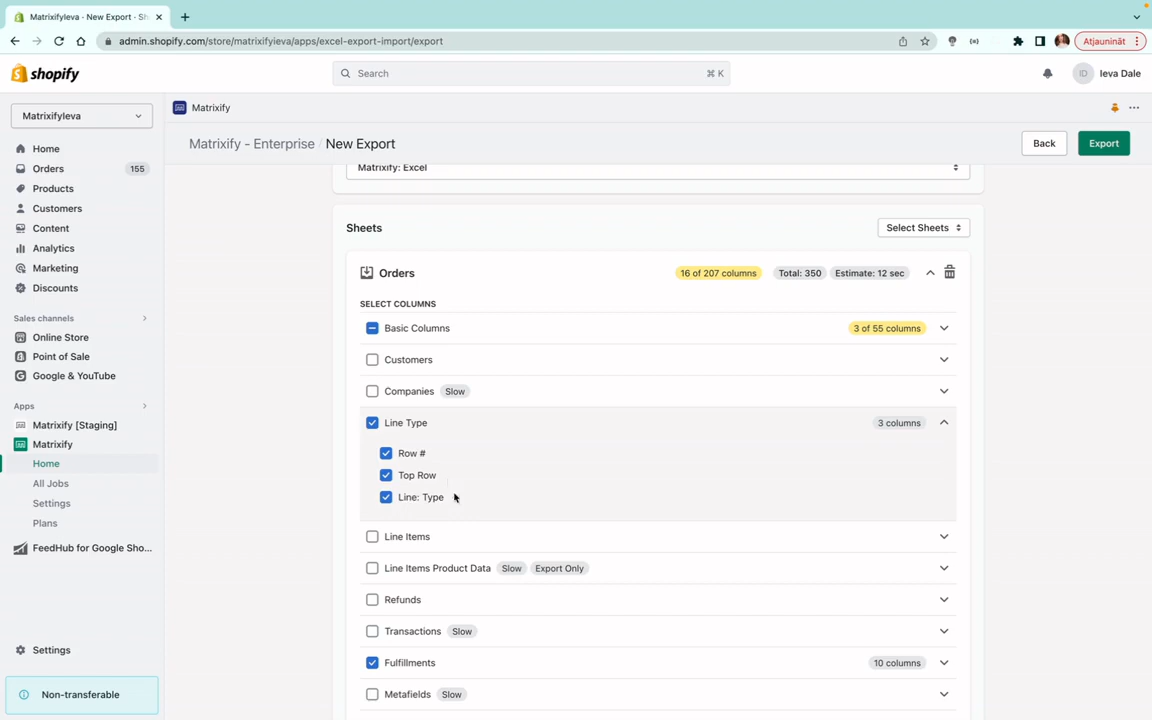 MatrixifyIeva - New Export - Sh
admin.shopify.com/store/matrixifyieva/apps/excel-export-import/export
Atjaunināt
shopify
Search
⌘ K
ID
Ieva Dale
MatrixifyIeva
Matrixify
Matrixify - Enterprise / New Export
Back
Export
Home
Orders
155
Products
Customers
Content
Analytics
Marketing
Discounts
Sales channels
Online Store
Point of Sale
Google & YouTube
Apps
Matrixify [Staging]
Matrixify
Home
All Jobs
Settings
Plans
FeedHub for Google Sho...
Settings
Non-transferable
Matrixify: Excel
Sheets
Select Sheets
Orders
16 of 207 columns
Total: 350
Estimate: 12 sec
SELECT COLUMNS
Basic Columns
3 of 55 columns
Customers
Companies
Slow
Line Type
3 columns
Row #
Top Row
Line: Type
Line Items
Line Items Product Data
Slow
Export Only
Refunds
Transactions
Slow
Fulfillments
10 columns
Metafields
Slow